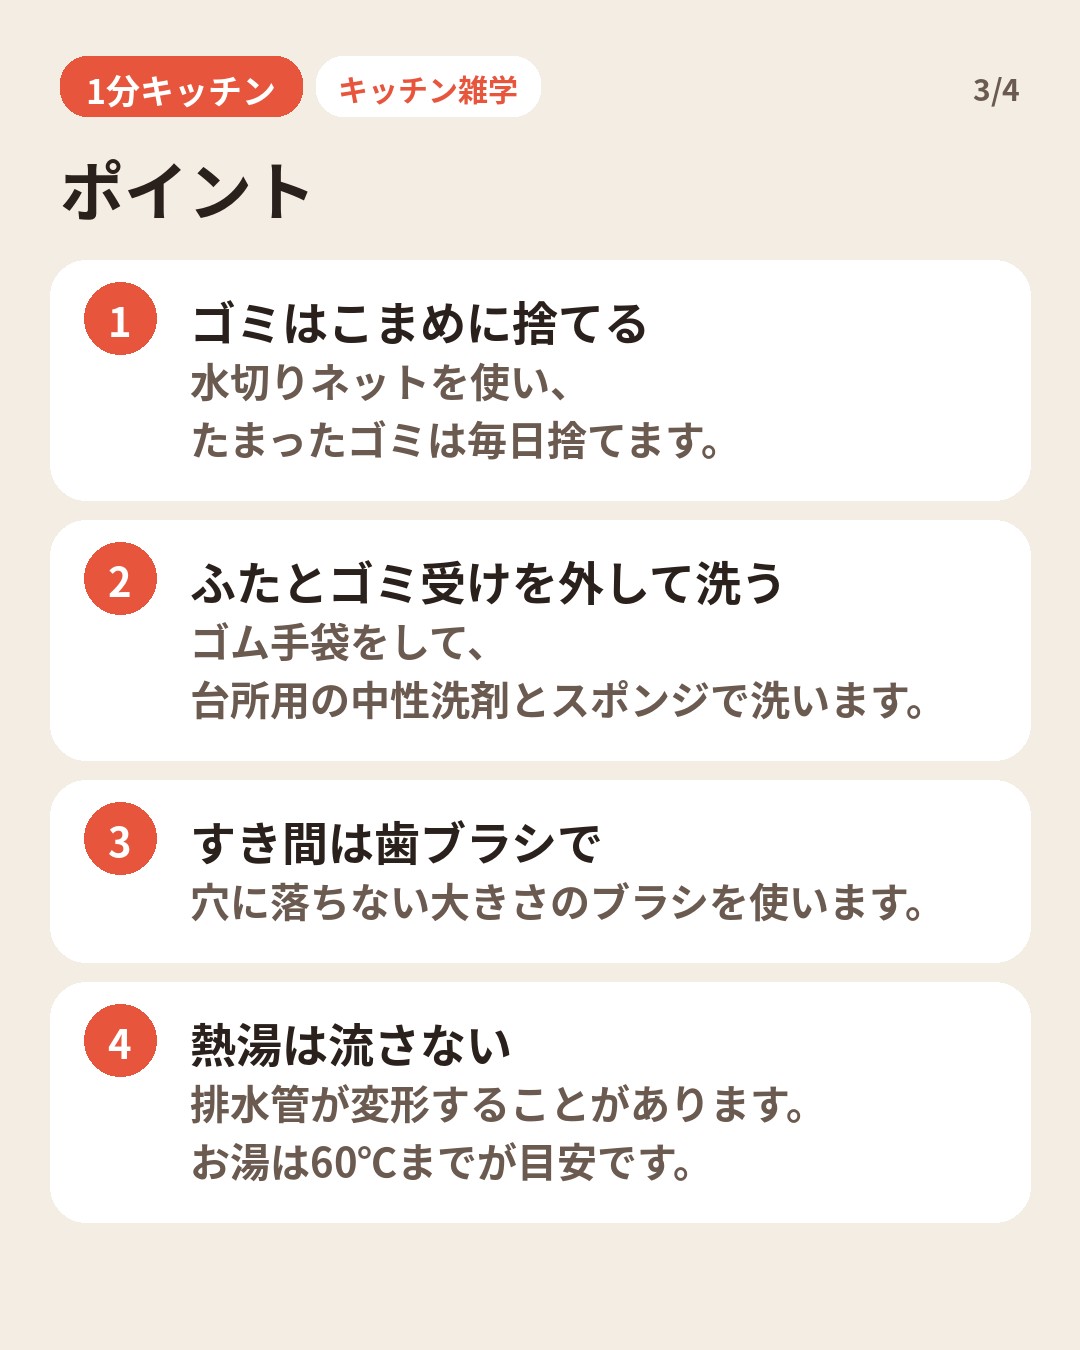 1分キッチン
キッチン雑学
3/4
ポイント
1
ゴミはこまめに捨てる
水切りネットを使い、
たまったゴミは毎日捨てます。
2
ふたとゴミ受けを外して洗う
ゴム手袋をして、
台所用の中性洗剤とスポンジで洗います。
3
すき間は歯ブラシで
穴に落ちない大きさのブラシを使います。
4
熱湯は流さない
排水管が変形することがあります。
お湯は60℃までが目安です。